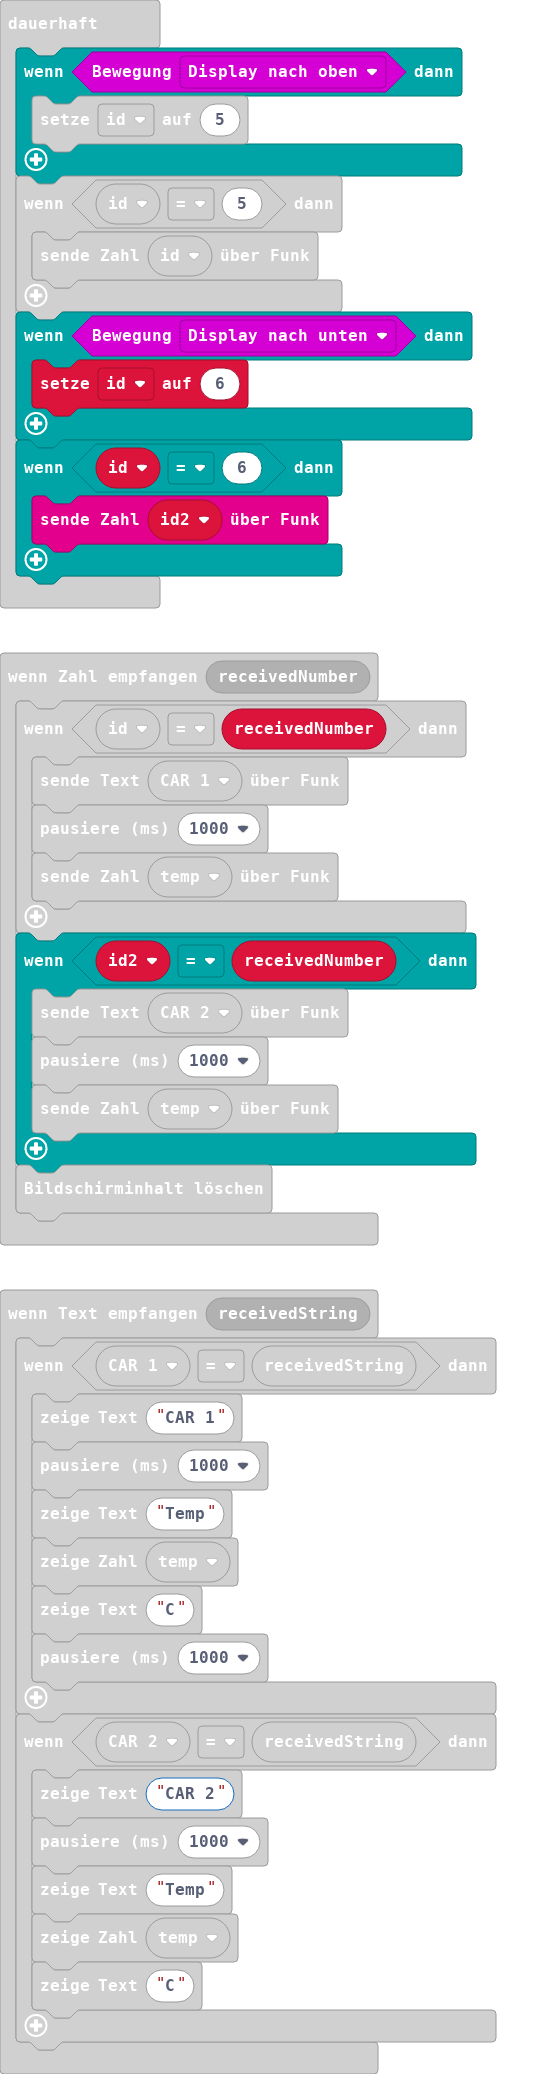 dauerhaft
wenn Bewegung Display nach oben dann
setze id auf 5
wenn id = 5 dann
sende Zahl id über Funk
wenn Bewegung Display nach unten dann
setze id auf 6
wenn id = 6 dann
sende Zahl id2 über Funk
wenn Zahl empfangen receivedNumber
wenn id = receivedNumber dann
sende Text CAR 1 über Funk
pausiere (ms) 1000
sende Zahl temp über Funk
wenn id2 = receivedNumber dann
sende Text CAR 2 über Funk
pausiere (ms) 1000
sende Zahl temp über Funk
Bildschirminhalt löschen
wenn Text empfangen receivedString
wenn CAR 1 = receivedString dann
zeige Text "CAR 1"
pausiere (ms) 1000
zeige Text "Temp"
zeige Zahl temp
zeige Text "C"
pausiere (ms) 1000
wenn CAR 2 = receivedString dann
zeige Text "CAR 2"
pausiere (ms) 1000
zeige Text "Temp"
zeige Zahl temp
zeige Text "C"